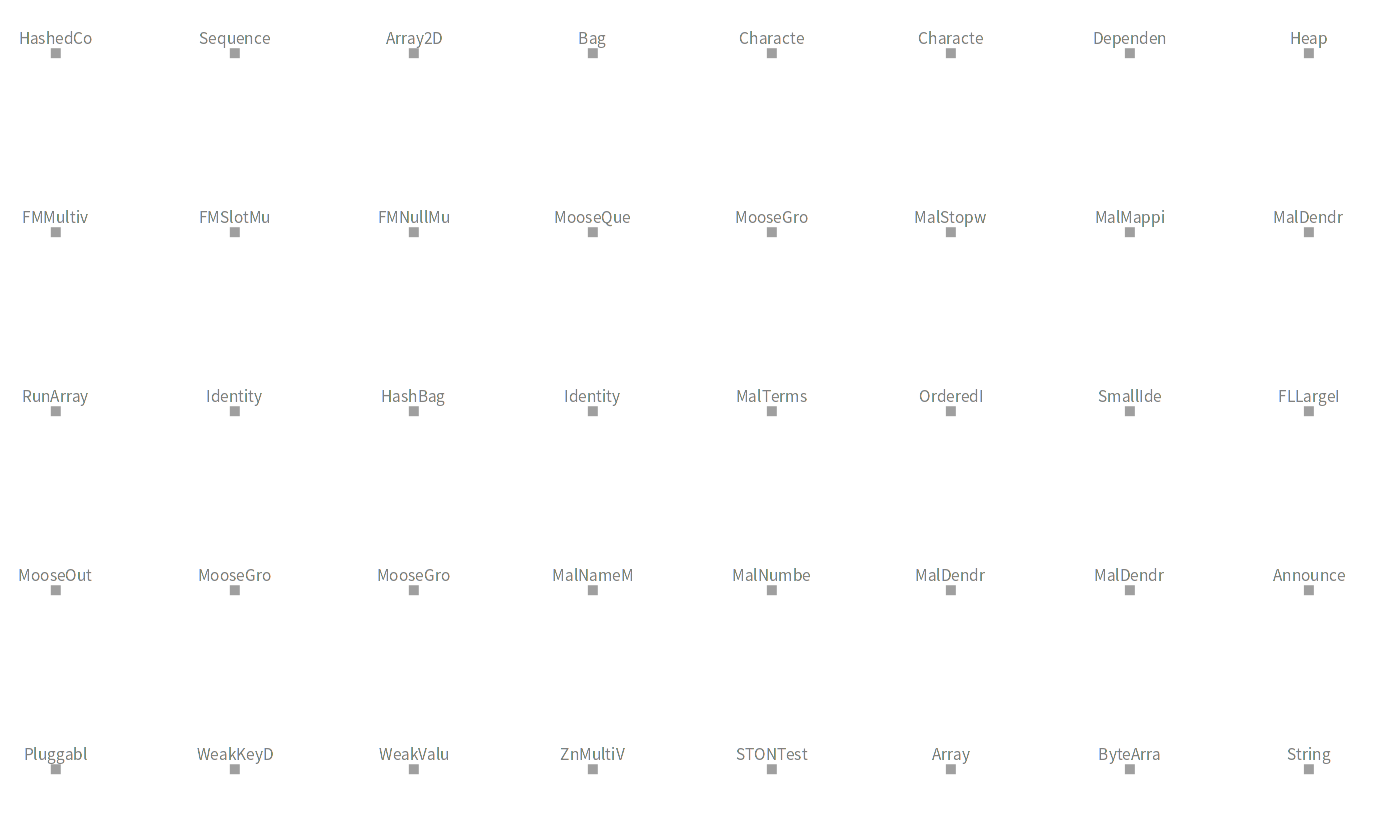 HashedCo Sequence Array2D Bag Characte Characte Dependen Heap
FMMultiv FMSlotMu FMNullMu MooseQue MooseGro MalStopw MalMappi MalDendr
RunArray Identity HashBag Identity MalTerms OrderedI SmallIde FLLargeI
MooseOut MooseGro MooseGro MalNameM MalNumbe MalDendr MalDendr Announce
Pluggabl WeakKeyD WeakValu ZnMultiV STONTest Array ByteArra String